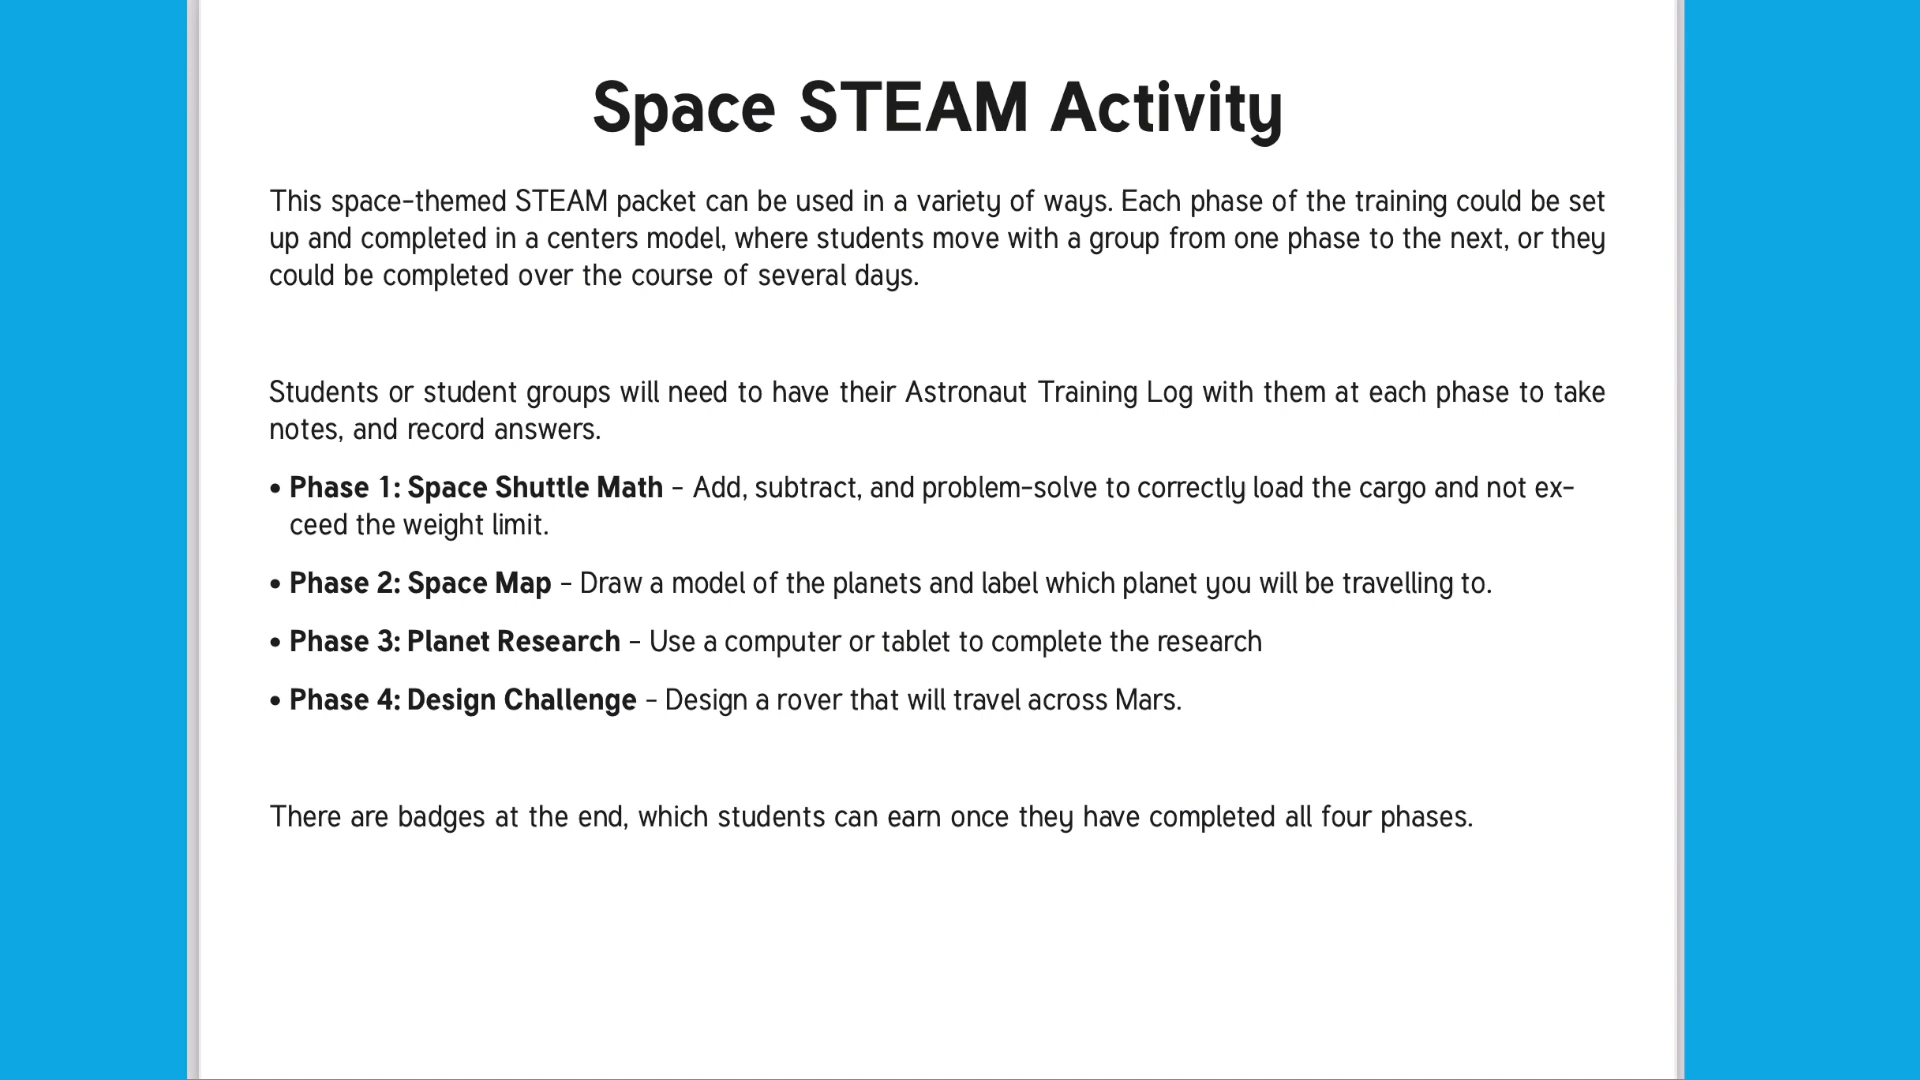 Space STEAM Activity
This space-themed STEAM packet can be used in a variety of ways. Each phase of the training could be set
up and completed in a centers model, where students move with a group from one phase to the next, or they
could be completed over the course of several days.
Students or student groups will need to have their Astronaut Training Log with them at each phase to take
notes, and record answers.
• Phase 1: Space Shuttle Math - Add, subtract, and problem-solve to correctly load the cargo and not ex-
ceed the weight limit.
• Phase 2: Space Map - Draw a model of the planets and label which planet you will be travelling to.
• Phase 3: Planet Research - Use a computer or tablet to complete the research
• Phase 4: Design Challenge - Design a rover that will travel across Mars.
There are badges at the end, which students can earn once they have completed all four phases.